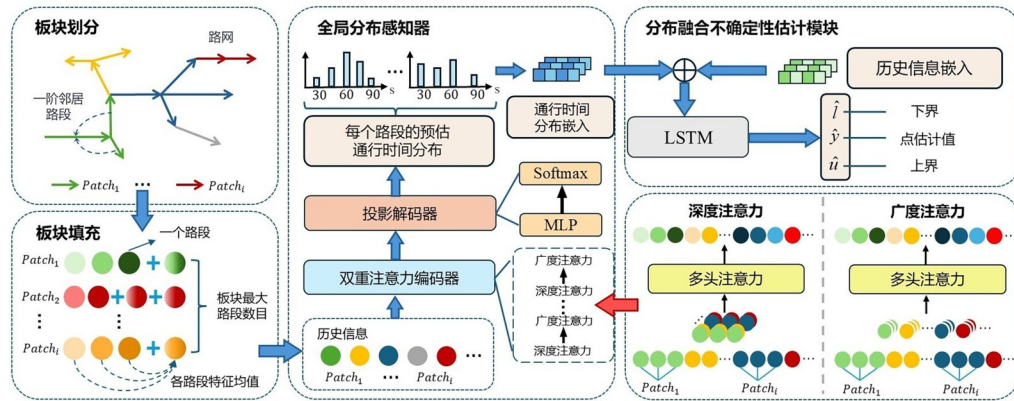 板块划分
路网
一阶邻居
路段
Patch₁
...
Patchᵢ
板块填充
一个路段
Patch₁
Patch₂
Patchᵢ
板块最大
路段数目
各路段特征均值
全局分布感知器
30 60 90 s
...
30 60 90 s
每个路段的预估
通行时间分布
通行时间
分布嵌入
投影解码器
Softmax
MLP
双重注意力编码器
广度注意力
深度注意力
广度注意力
深度注意力
历史信息
...
Patch₁
Patchᵢ
分布融合不确定性估计模块
历史信息嵌入
LSTM
l̂
下界
ŷ
点估计值
û
上界
深度注意力
...
多头注意力
...
Patch₁
Patchᵢ
广度注意力
...
多头注意力
...
...
Patch₁
Patchᵢ